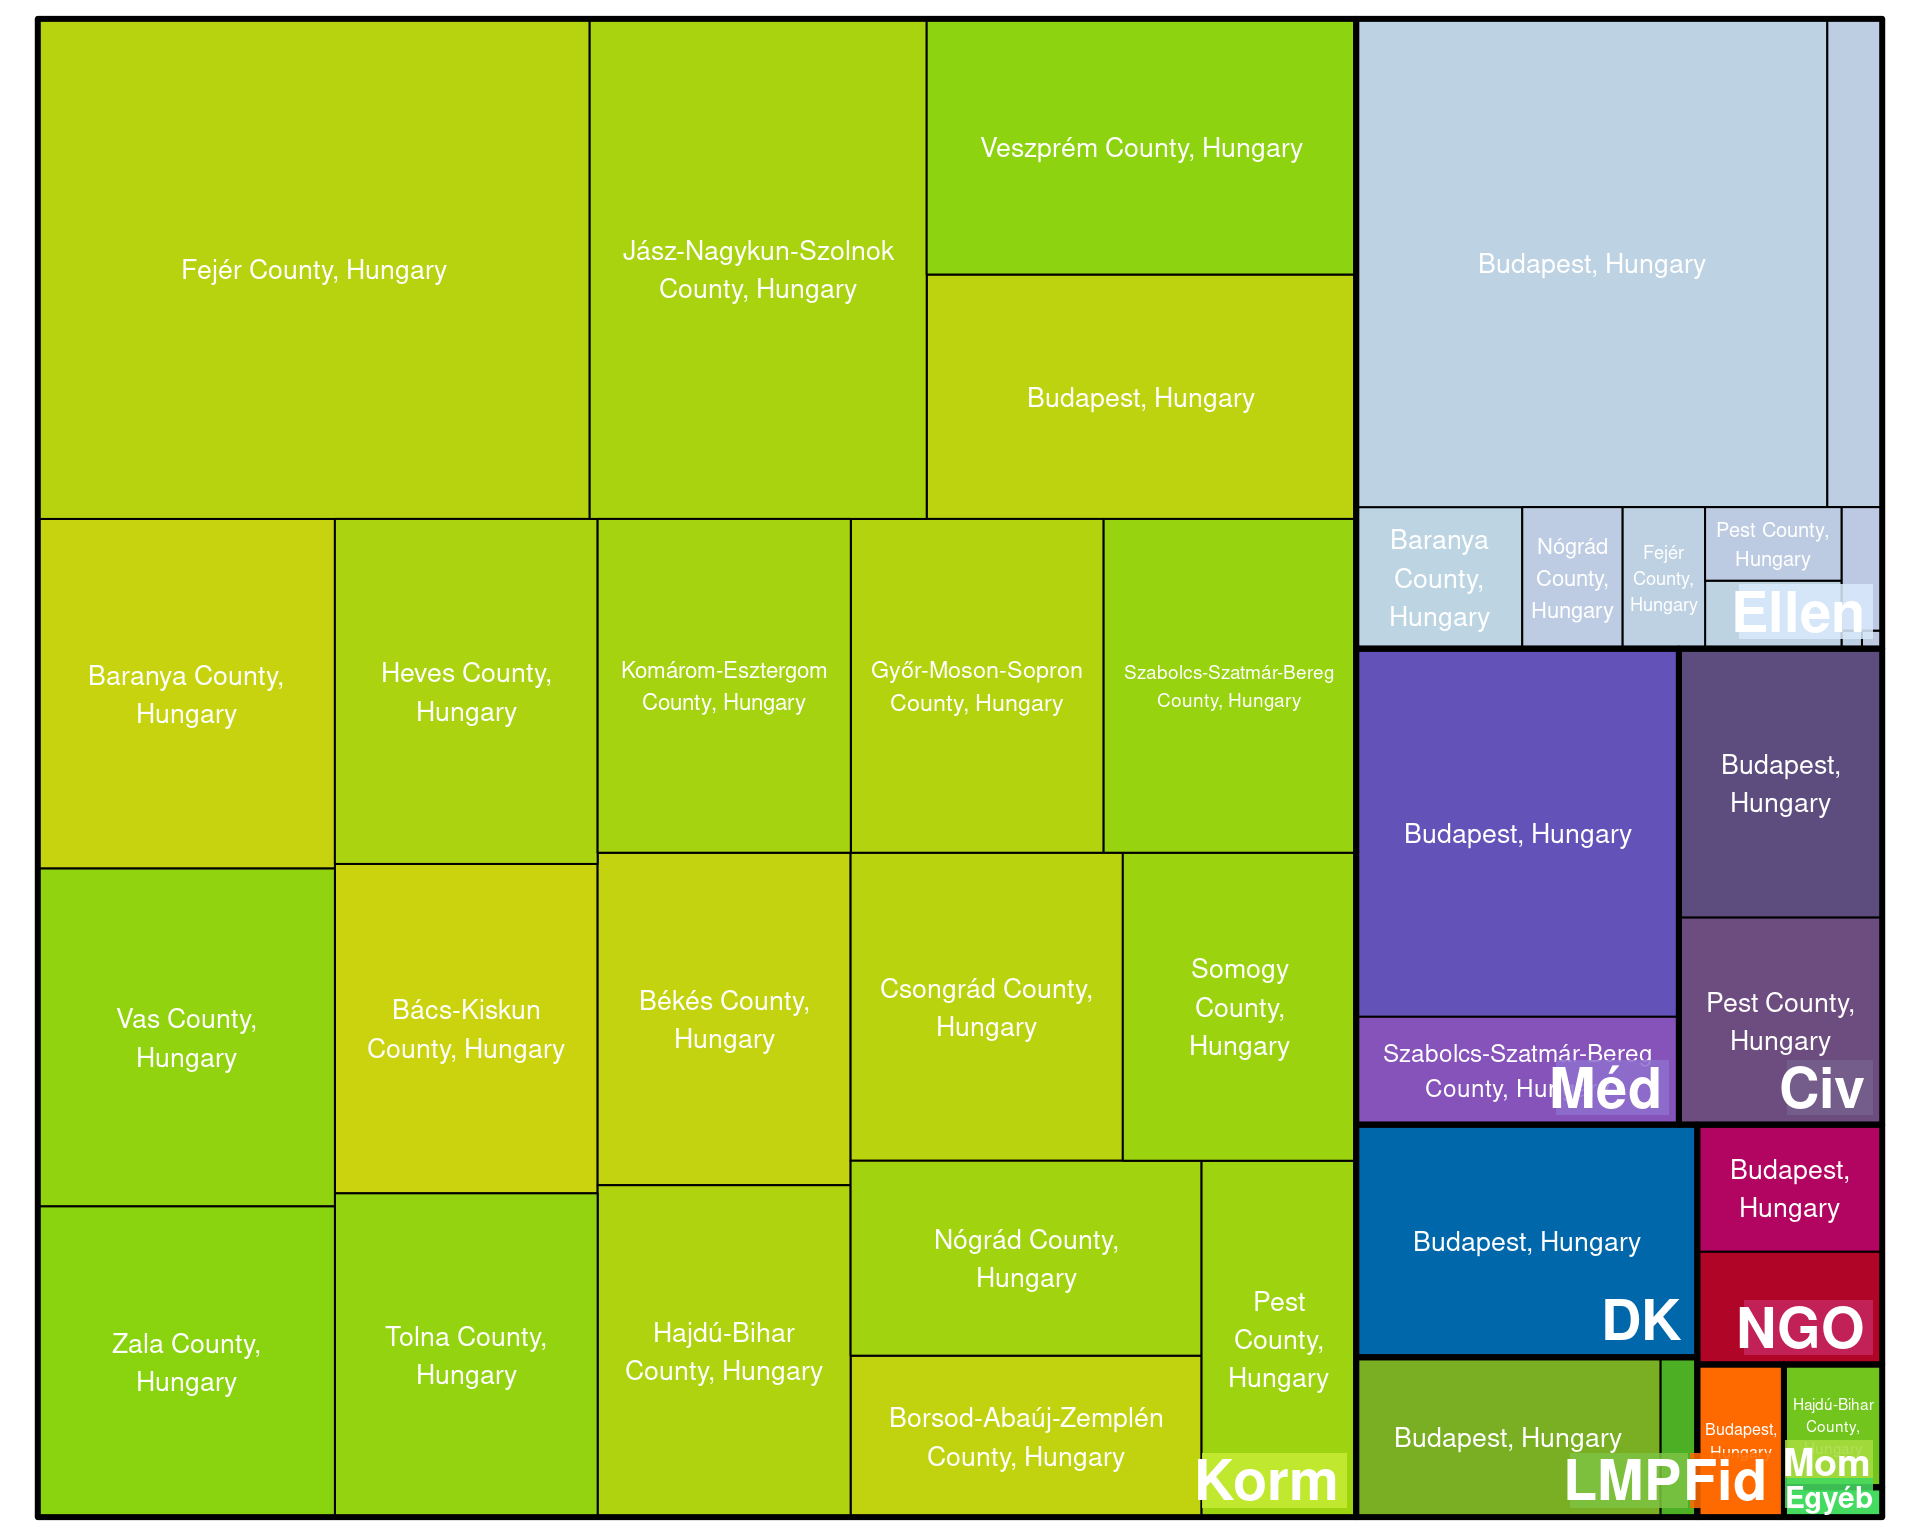 Fejér County, Hungary
Jász-Nagykun-Szolnok
County, Hungary
Veszprém County, Hungary
Budapest, Hungary
Baranya County,
Hungary
Heves County,
Hungary
Komárom-Esztergom
County, Hungary
Győr-Moson-Sopron
County, Hungary
Szabolcs-Szatmár-Bereg
County, Hungary
Vas County,
Hungary
Bács-Kiskun
County, Hungary
Békés County,
Hungary
Csongrád County,
Hungary
Somogy
County,
Hungary
Zala County,
Hungary
Tolna County,
Hungary
Hajdú-Bihar
County, Hungary
Nógrád County,
Hungary
Borsod-Abaúj-Zemplén
County, Hungary
Pest
County,
Hungary
Korm
Budapest, Hungary
Baranya
County,
Hungary
Nógrád
County,
Hungary
Fejér
County,
Hungary
Pest County,
Hungary
Ellen
Budapest, Hungary
Szabolcs-Szatmár-Bereg
County, Hungary
Méd
Budapest,
Hungary
Pest County,
Hungary
Civ
Budapest, Hungary
DK
Budapest,
Hungary
NGO
Budapest, Hungary
LMP
Budapest,
Hungary
Fid
Hajdú-Bihar
County,
Mom
Egyéb